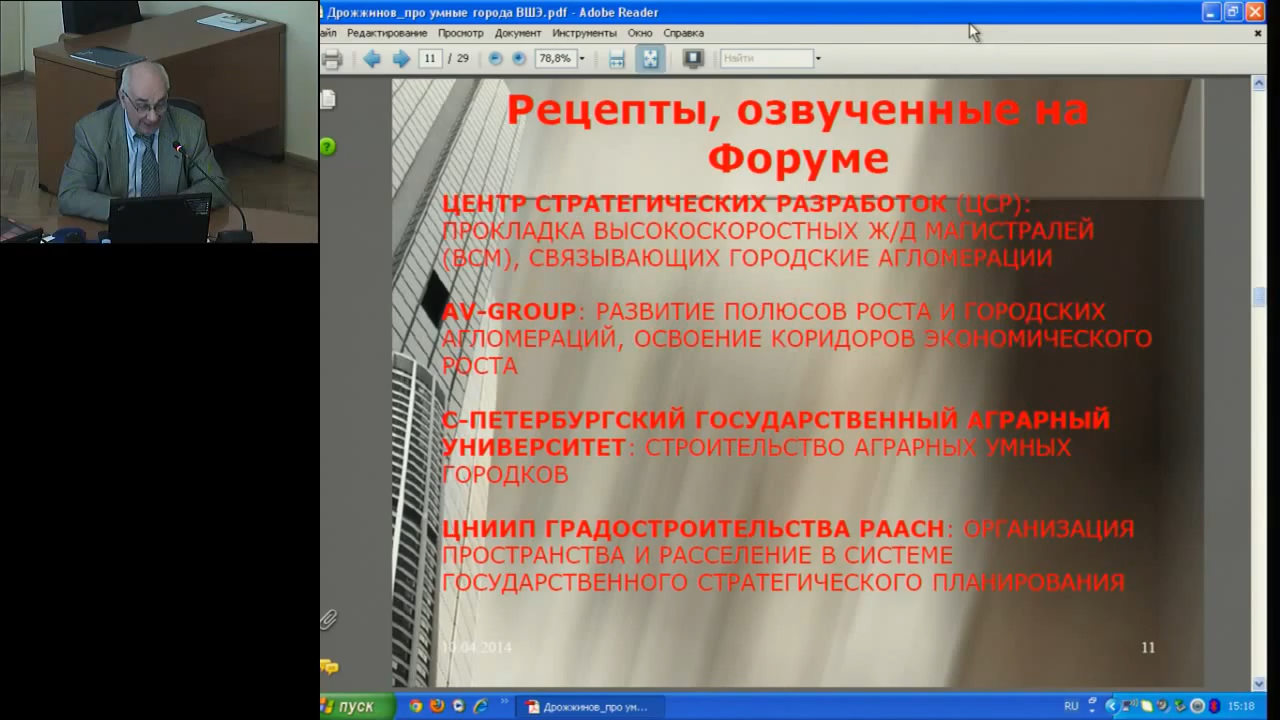 Дрожжинов_про умные города ВШЭ.pdf - Adobe Reader
айл Редактирование Просмотр Документ Инструменты Окно Справка
11 / 29 78,8% Найти
Рецепты, озвученные на
Форуме
ЦЕНТР СТРАТЕГИЧЕСКИХ РАЗРАБОТОК (ЦСР):
ПРОКЛАДКА ВЫСОКОСКОРОСТНЫХ Ж/Д МАГИСТРАЛЕЙ
(ВСМ), СВЯЗЫВАЮЩИХ ГОРОДСКИЕ АГЛОМЕРАЦИИ
AV-GROUP: РАЗВИТИЕ ПОЛЮСОВ РОСТА И ГОРОДСКИХ
АГЛОМЕРАЦИЙ, ОСВОЕНИЕ КОРИДОРОВ ЭКОНОМИЧЕСКОГО
РОСТА
С-ПЕТЕРБУРГСКИЙ ГОСУДАРСТВЕННЫЙ АГРАРНЫЙ
УНИВЕРСИТЕТ: СТРОИТЕЛЬСТВО АГРАРНЫХ УМНЫХ
ГОРОДКОВ
ЦНИИП ГРАДОСТРОИТЕЛЬСТВА РААСН: ОРГАНИЗАЦИЯ
ПРОСТРАНСТВА И РАССЕЛЕНИЕ В СИСТЕМЕ
ГОСУДАРСТВЕННОГО СТРАТЕГИЧЕСКОГО ПЛАНИРОВАНИЯ
10.04.2014 11
пуск Дрожжинов_про ум... RU 15:18